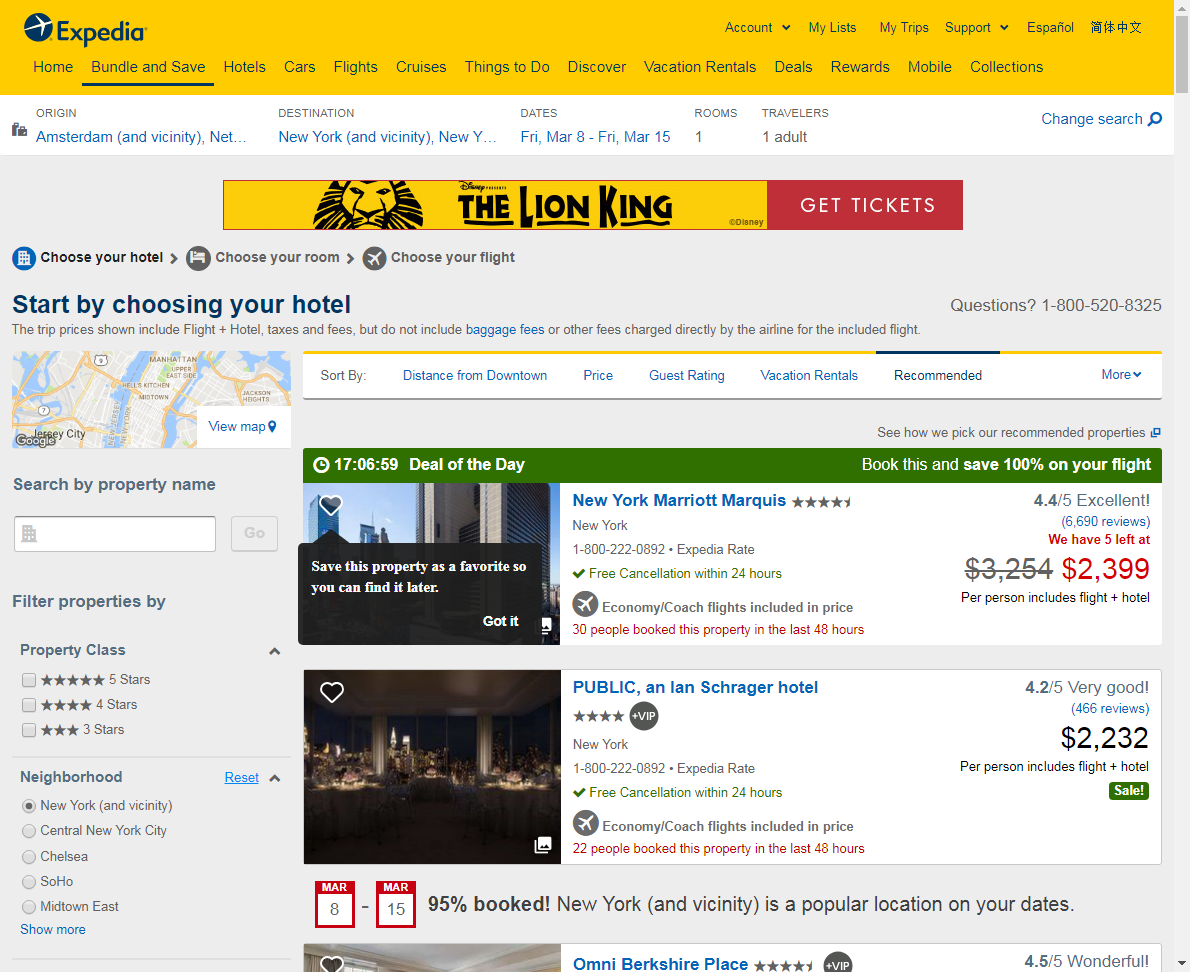 Expedia
Account My Lists My Trips Support Español 简体中文
Home Bundle and Save Hotels Cars Flights Cruises Things to Do Discover Vacation Rentals Deals Rewards Mobile Collections
ORIGIN DESTINATION DATES ROOMS TRAVELERS
Amsterdam (and vicinity), Net... New York (and vicinity), New Y... Fri, Mar 8 - Fri, Mar 15 1 1 adult
Change search
Disney PRESENTS
THE LION KING
©Disney
GET TICKETS
Choose your hotel Choose your room Choose your flight
Start by choosing your hotel
Questions? 1-800-520-8325
The trip prices shown include Flight + Hotel, taxes and fees, but do not include baggage fees or other fees charged directly by the airline for the included flight.
9
MANHATTAN
UPPER
EAST SIDE
HELL'S KITCHEN
MIDTOWN
JACKSON
HEIGHTS
7
NEW JERSEY
NEW YORK
Jersey City
Google
View map
Search by property name
Go
Filter properties by
Property Class
5 Stars
4 Stars
3 Stars
Neighborhood Reset
New York (and vicinity)
Central New York City
Chelsea
SoHo
Midtown East
Show more
Sort By: Distance from Downtown Price Guest Rating Vacation Rentals Recommended More
See how we pick our recommended properties
17:06:59 Deal of the Day Book this and save 100% on your flight
Save this property as a favorite so
you can find it later.
Got it
New York Marriott Marquis
New York
1-800-222-0892 • Expedia Rate
Free Cancellation within 24 hours
Economy/Coach flights included in price
30 people booked this property in the last 48 hours
4.4/5 Excellent!
(6,690 reviews)
We have 5 left at
$3,254 $2,399
Per person includes flight + hotel
PUBLIC, an Ian Schrager hotel
+VIP
New York
1-800-222-0892 • Expedia Rate
Free Cancellation within 24 hours
Economy/Coach flights included in price
22 people booked this property in the last 48 hours
4.2/5 Very good!
(466 reviews)
$2,232
Per person includes flight + hotel
Sale!
MAR 8 - MAR 15 95% booked! New York (and vicinity) is a popular location on your dates.
Omni Berkshire Place +VIP
4.5/5 Wonderful!